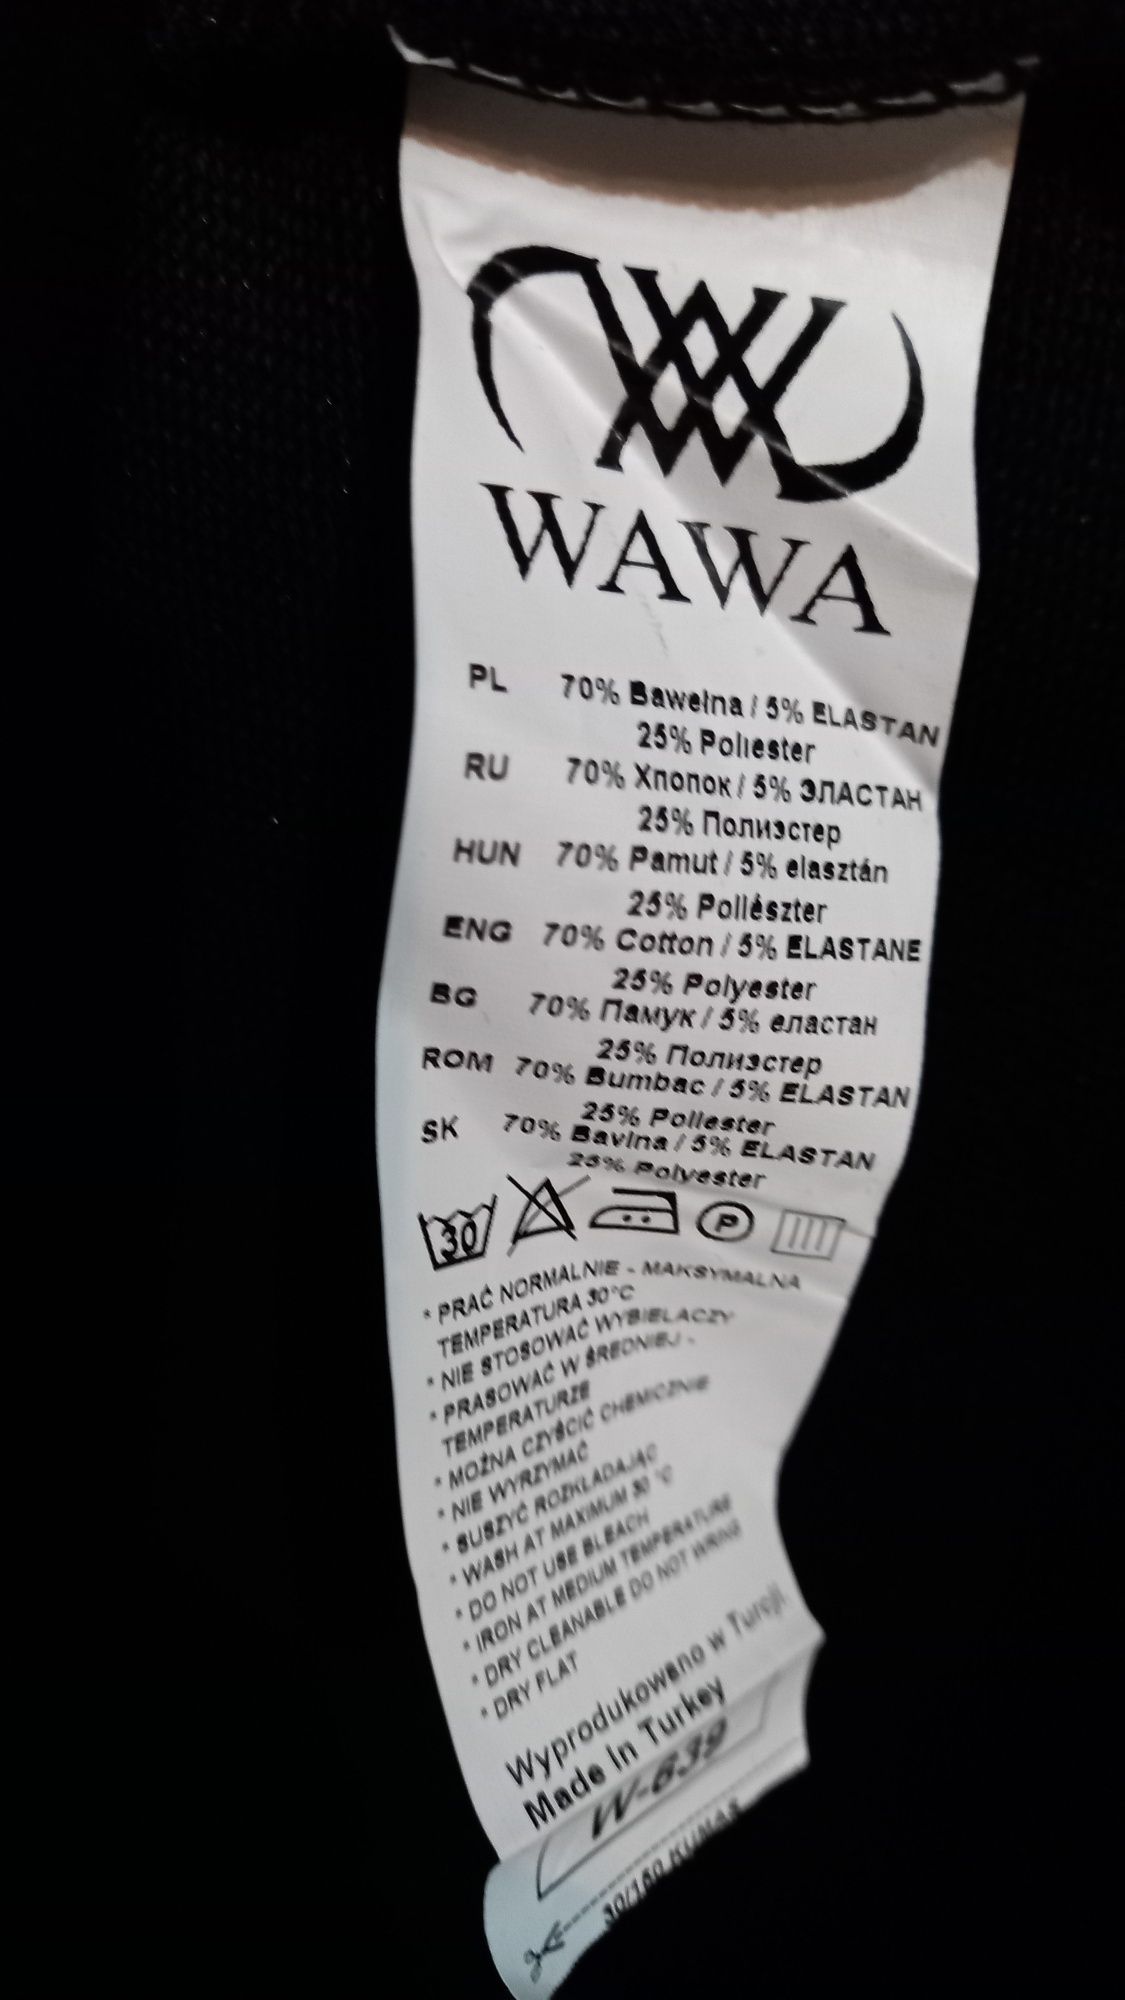 WAWA
PL 70% Bawełna / 5% ELASTAN
25% Poliester
RU 70% Хлопок / 5% ЭЛАСТАН
25% Полиэстер
HUN 70% Pamut / 5% elasztán
25% Poliészter
ENG 70% Cotton / 5% ELASTANE
25% Polyester
BG 70% Памук / 5% еластан
25% Полиэстер
ROM 70% Bumbac / 5% ELASTAN
25% Poliester
SK 70% Bavlna / 5% ELASTAN
25% Polyester
30 P
* PRAĆ NORMALNIE - MAKSYMALNA
TEMPERATURA 30°C
* NIE STOSOWAĆ WYBIELACZY
* PRASOWAĆ W ŚREDNIEJ -
TEMPERATURZE
* MOŻNA CZYŚCIĆ CHEMICZNIE
* NIE WYRZYMAĆ
* SUSZYĆ ROZKLADAJĄC
* WASH AT MAXIMUM 30 °C
* DO NOT USE BLEACH
* IRON AT MEDIUM TEMPERATURE
* DRY CLEANABLE DO NOT WRING
* DRY FLAT
Wyprodukowano w Turcji
Made In Turkey
W-639
30/150 KUMAŞ